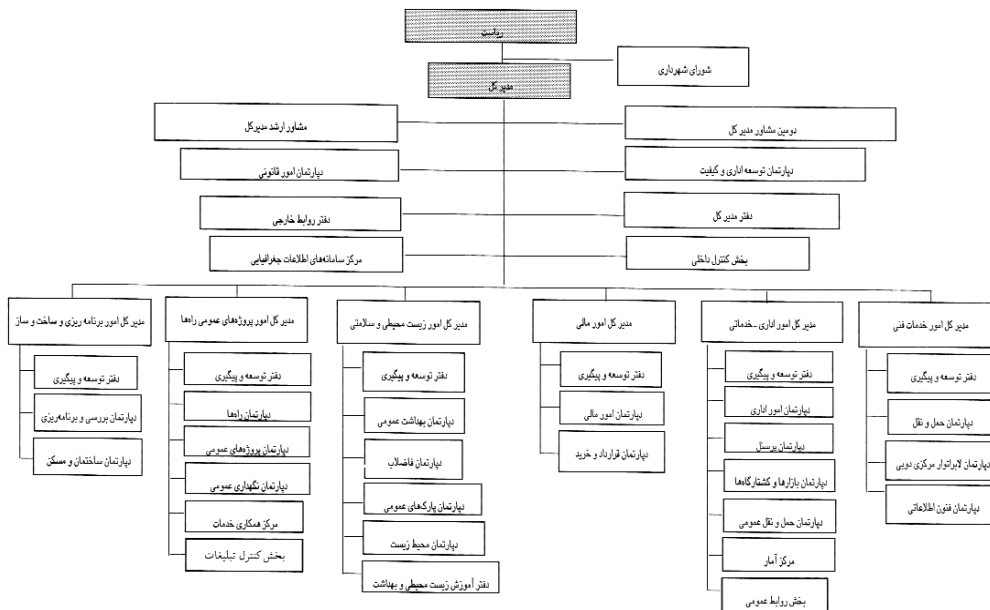 ریاست
شورای شهرداری
مدیر کل
مشاور ارشد مدیرکل
دومین مشاور مدیر کل
دپارتمان امور قانونی
دپارتمان توسعه اداری و کیفیت
دفتر روابط خارجی
دفتر مدیر کل
مرکز سامانه‌های اطلاعات جغرافیایی
بخش کنترل داخلی
مدیر کل امور خدمات فنی
دفتر توسعه و پیگیری
دپارتمان حمل و نقل
دپارتمان لابراتوار مرکزی دوبی
دپارتمان فنون اطلاعاتی
مدیر کل امور اداری - خدماتی
دفتر توسعه و پیگیری
دپارتمان امور اداری
دپارتمان پرسنل
دپارتمان بازارها و کشتارگاه‌ها
دپارتمان حمل و نقل عمومی
مرکز آمار
بخش روابط عمومی
مدیر کل امور مالی
دفتر توسعه و پیگیری
دپارتمان امور مالی
دپارتمان قرارداد و خرید
مدیر کل امور زیست محیطی و سلامتی
دفتر توسعه و پیگیری
دپارتمان بهداشت عمومی
دپارتمان فاضلاب
دپارتمان پارک‌های عمومی
دپارتمان محیط زیست
دفتر آموزش زیست محیطی و بهداشت
مدیر کل امور پروژه‌های عمومی راه‌ها
دفتر توسعه و پیگیری
دپارتمان راه‌ها
دپارتمان پروژه‌های عمومی
دپارتمان نگهداری عمومی
مرکز همکاری خدمات
بخش کنترل تبلیغات
مدیر کل امور برنامه ریزی و ساخت و ساز
دفتر توسعه و پیگیری
دپارتمان بررسی و برنامه‌ریزی
دپارتمان ساختمان و مسکن